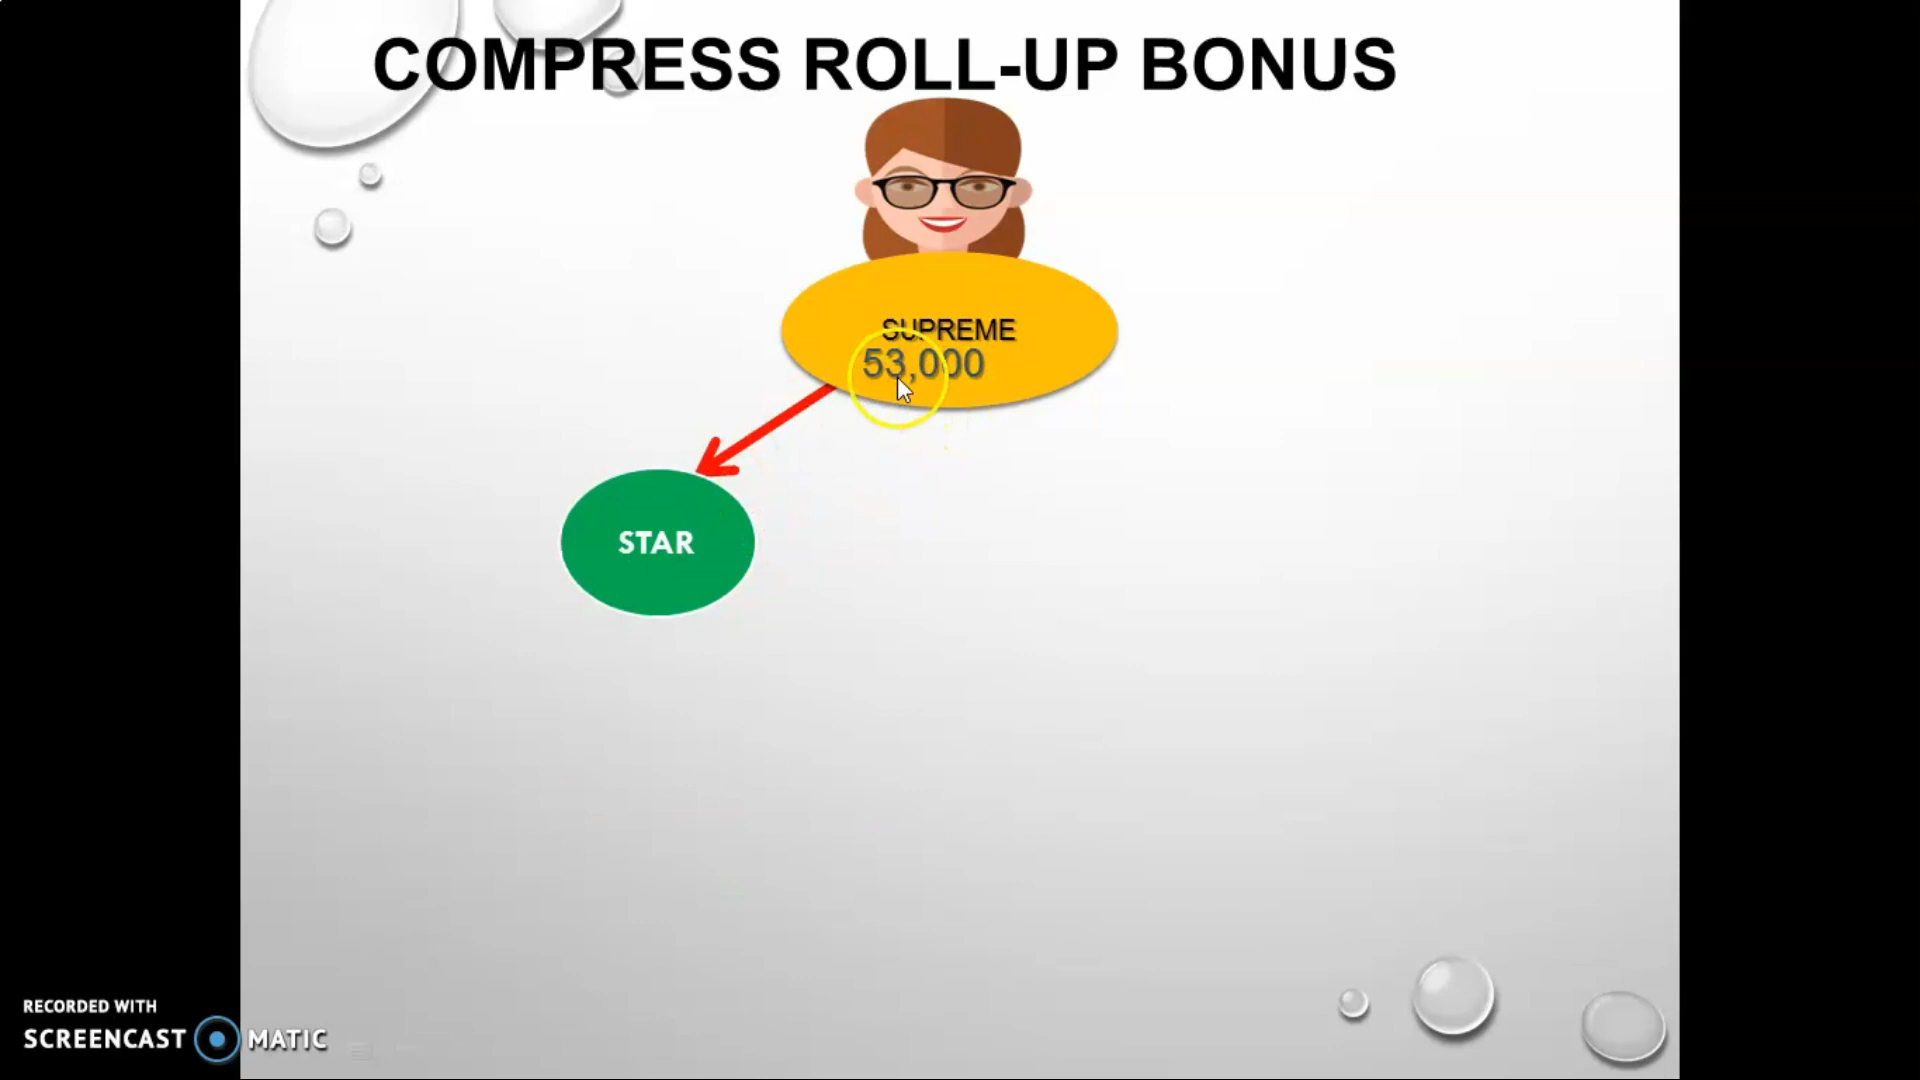 COMPRESS ROLL-UP BONUS
SUPREME
53,000
STAR
RECORDED WITH
SCREENCAST MATIC